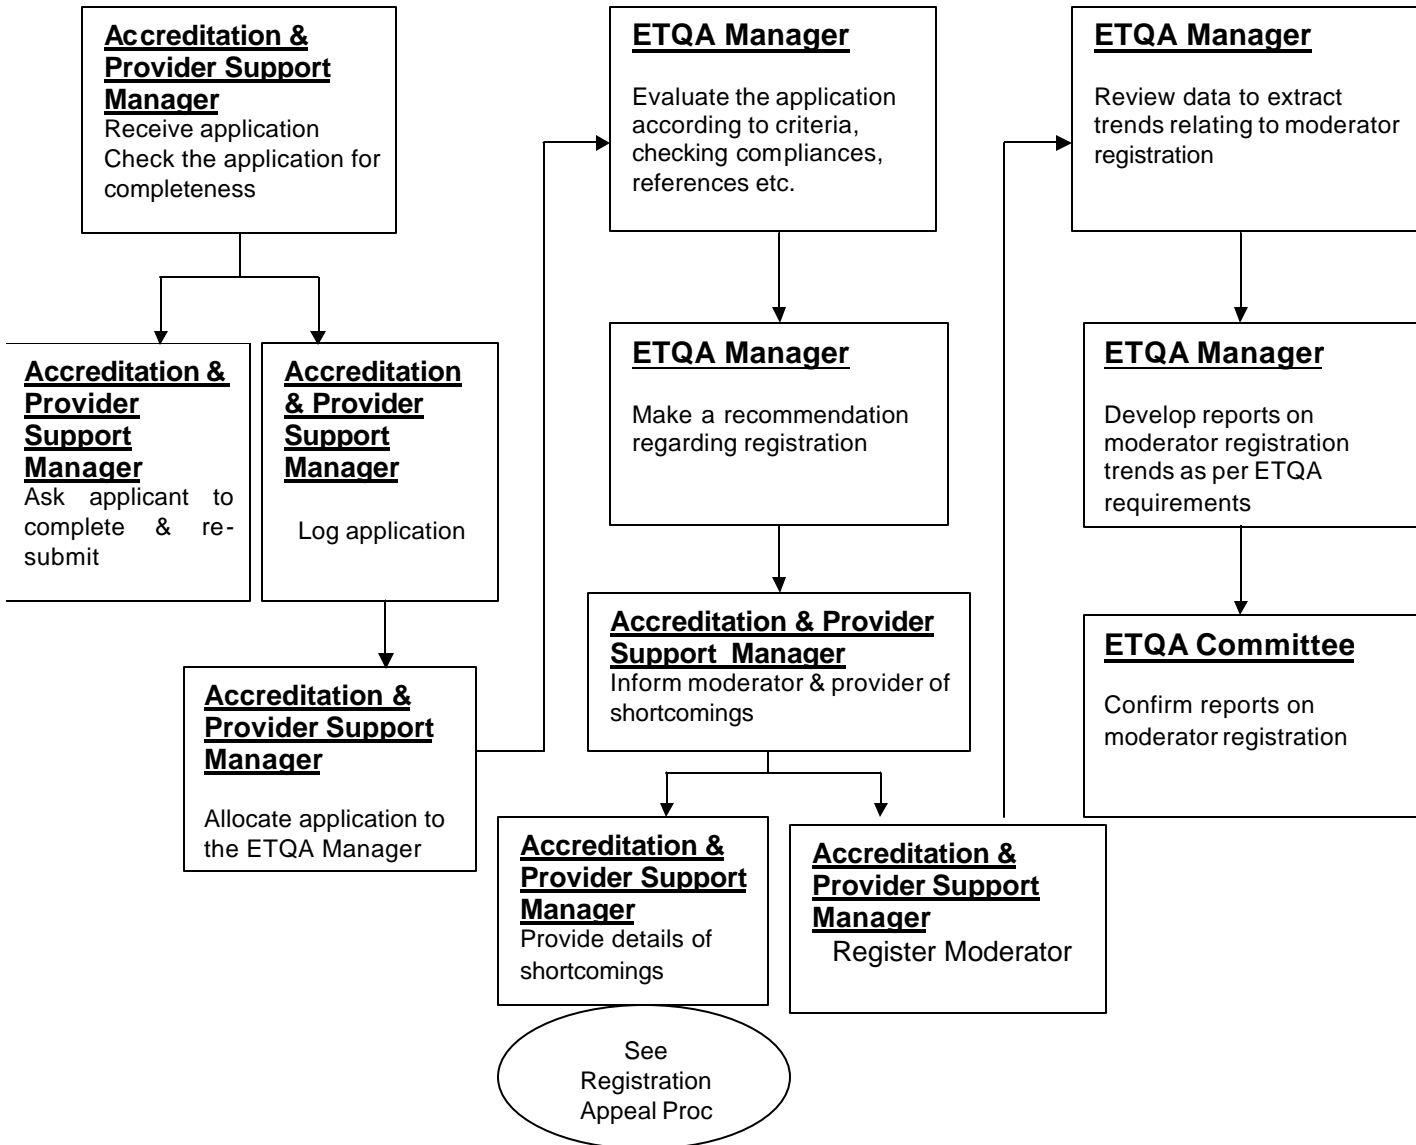 Accreditation &
Provider Support
Manager
Receive application
Check the application for
completeness
Accreditation &
Provider
Support
Manager
Ask applicant to
complete & re-
submit
Accreditation
& Provider
Support
Manager
Log application
Accreditation &
Provider Support
Manager
Allocate application to
the ETQA Manager
ETQA Manager
Evaluate the application
according to criteria,
checking compliances,
references etc.
ETQA Manager
Make a recommendation
regarding registration
Accreditation & Provider
Support Manager
Inform moderator & provider of
shortcomings
Accreditation &
Provider Support
Manager
Provide details of
shortcomings
See
Registration
Appeal Proc
Accreditation &
Provider Support
Manager
Register Moderator
ETQA Manager
Review data to extract
trends relating to moderator
registration
ETQA Manager
Develop reports on
moderator registration
trends as per ETQA
requirements
ETQA Committee
Confirm reports on
moderator registration